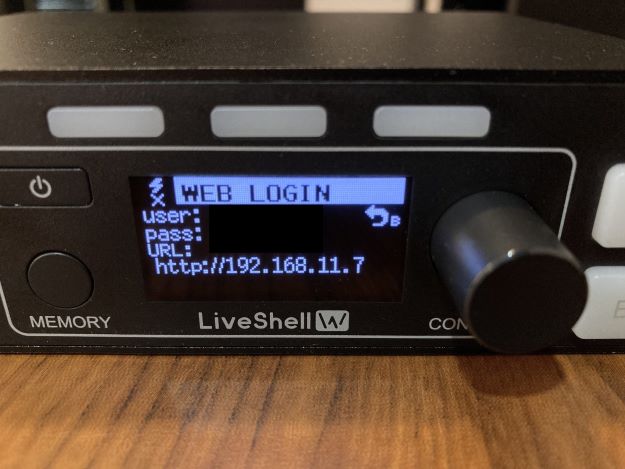 WEB LOGIN
user:
B
pass:
URL:
http://192.168.11.7
MEMORY
LiveShell W